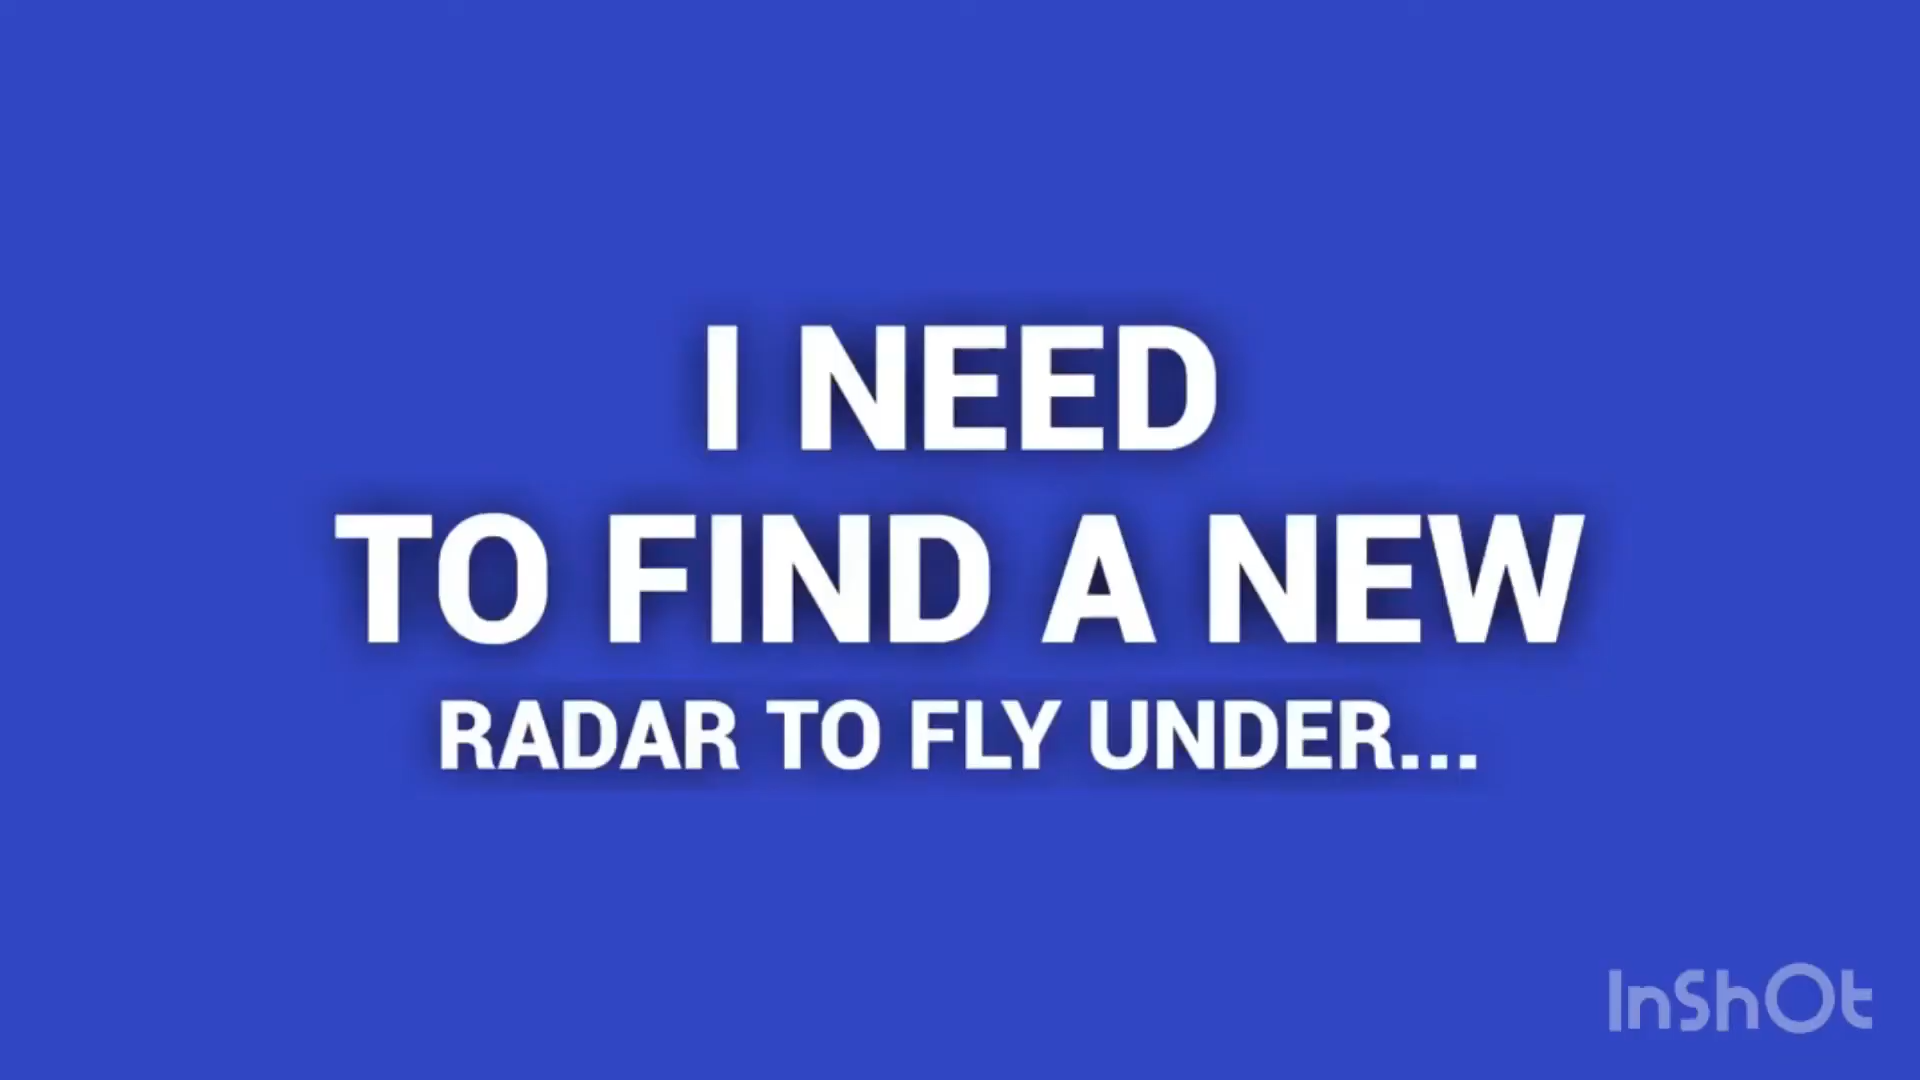 I NEED
TO FIND A NEW
RADAR TO FLY UNDER...
InShOt